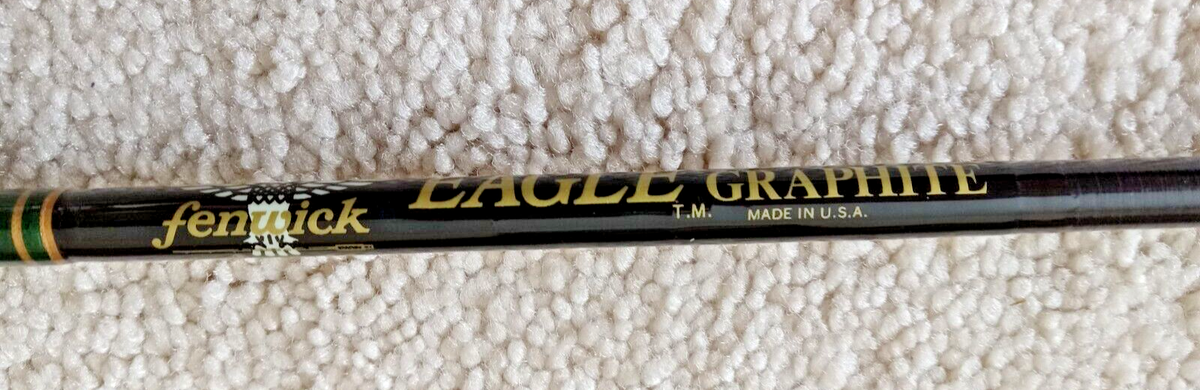 fenwick
EAGLE GRAPHITE
T.M. MADE IN U.S.A.